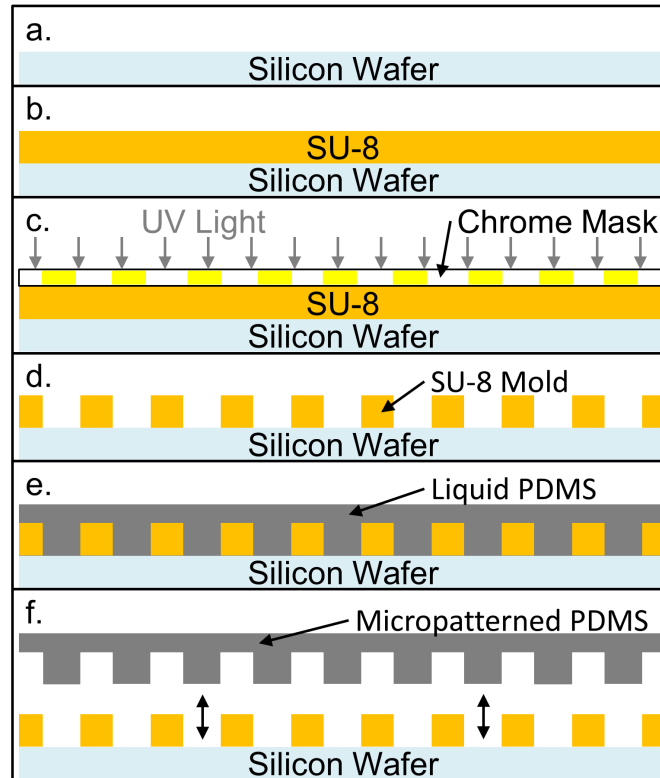 a.
Silicon Wafer
b.
SU-8
Silicon Wafer
c.
UV Light
Chrome Mask
SU-8
Silicon Wafer
d.
SU-8 Mold
Silicon Wafer
e.
Liquid PDMS
Silicon Wafer
f.
Micropatterned PDMS
Silicon Wafer